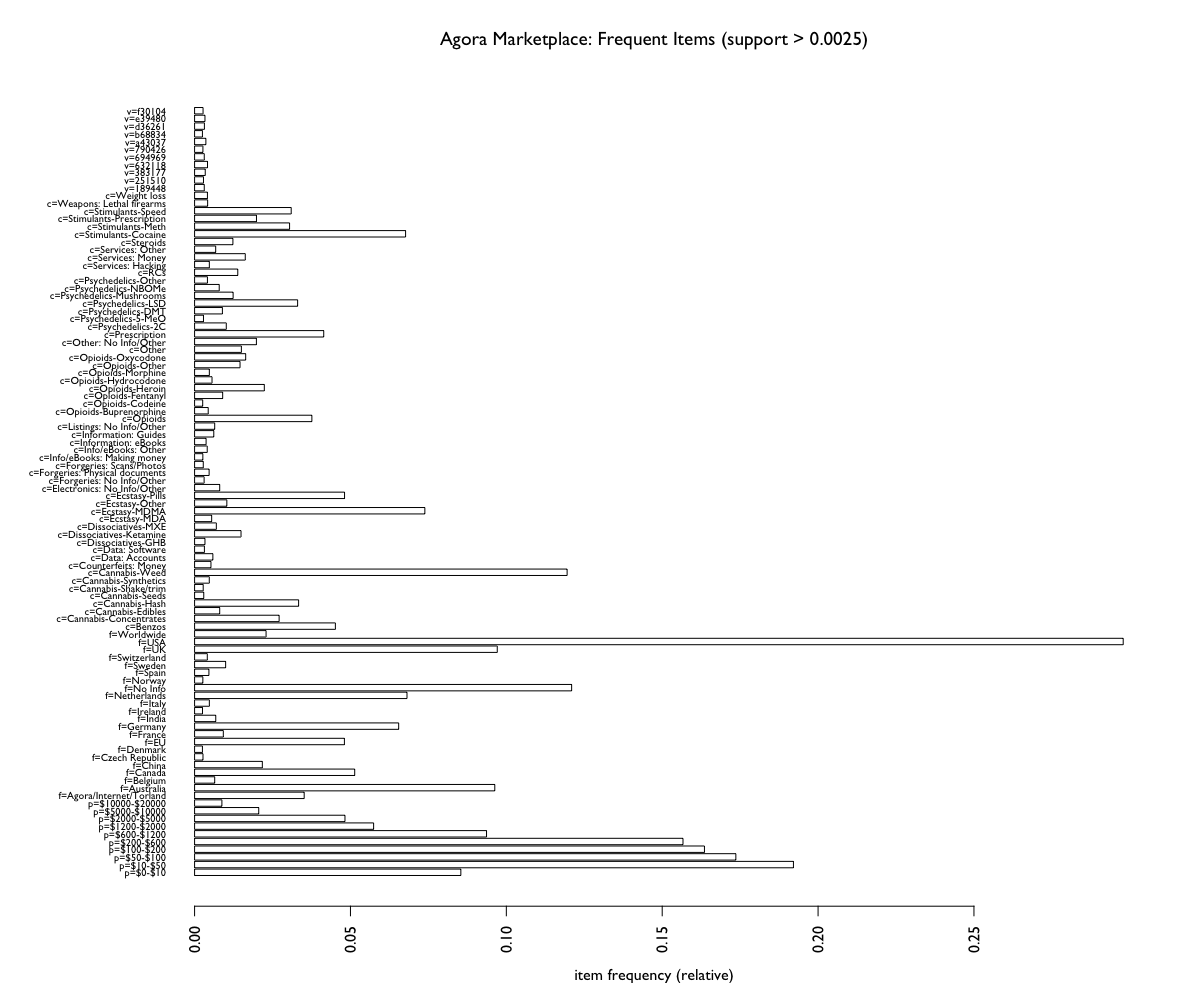 Agora Marketplace: Frequent Items (support > 0.0025)
v=f30104
v=e39480
v=d36261
v=b68834
v=a43037
v=790426
v=694969
v=632118
v=383177
v=251510
v=189448
c=Weight loss
c=Weapons: Lethal firearms
c=Stimulants-Speed
c=Stimulants-Prescription
c=Stimulants-Meth
c=Stimulants-Cocaine
c=Steroids
c=Services: Other
c=Services: Money
c=Services: Hacking
c=RCs
c=Psychedelics-Other
c=Psychedelics-NBOMe
c=Psychedelics-Mushrooms
c=Psychedelics-LSD
c=Psychedelics-DMT
c=Psychedelics-5-MeO
c=Psychedelics-2C
c=Prescription
c=Other: No Info/Other
c=Other
c=Opioids-Oxycodone
c=Opioids-Other
c=Opioids-Morphine
c=Opioids-Hydrocodone
c=Opioids-Heroin
c=Opioids-Fentanyl
c=Opioids-Codeine
c=Opioids-Buprenorphine
c=Opioids
c=Listings: No Info/Other
c=Information: Guides
c=Information: eBooks
c=Info/eBooks: Other
c=Info/eBooks: Making money
c=Forgeries: Scans/Photos
c=Forgeries: Physical documents
c=Forgeries: No Info/Other
c=Electronics: No Info/Other
c=Ecstasy-Pills
c=Ecstasy-Other
c=Ecstasy-MDMA
c=Ecstasy-MDA
c=Dissociatives-MXE
c=Dissociatives-Ketamine
c=Dissociatives-GHB
c=Data: Software
c=Data: Accounts
c=Counterfeits: Money
c=Cannabis-Weed
c=Cannabis-Synthetics
c=Cannabis-Shake/trim
c=Cannabis-Seeds
c=Cannabis-Hash
c=Cannabis-Edibles
c=Cannabis-Concentrates
c=Benzos
f=Worldwide
f=USA
f=UK
f=Switzerland
f=Sweden
f=Spain
f=Norway
f=No Info
f=Netherlands
f=Italy
f=Ireland
f=India
f=Germany
f=France
f=EU
f=Denmark
f=Czech Republic
f=China
f=Canada
f=Belgium
f=Australia
f=Agora/Internet/Torland
p=$10000-$20000
p=$5000-$10000
p=$2000-$5000
p=$1200-$2000
p=$600-$1200
p=$200-$600
p=$100-$200
p=$50-$100
p=$10-$50
p=$0-$10
0.00 0.05 0.10 0.15 0.20 0.25
item frequency (relative)